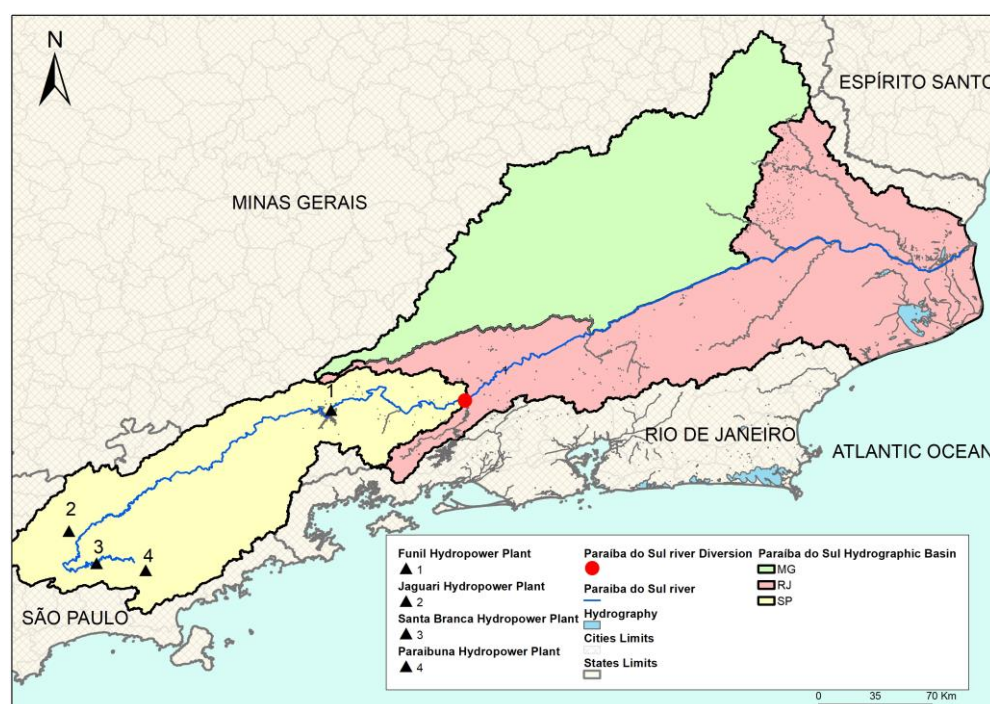 N
ESPÍRITO SANTO
MINAS GERAIS
1
RIO DE JANEIRO
ATLANTIC OCEAN
2
3
4
SÃO PAULO
Funil Hydropower Plant
1
Jaguari Hydropower Plant
2
Santa Branca Hydropower Plant
3
Paraibuna Hydropower Plant
4
Paraíba do Sul river Diversion
Paraíba do Sul river
Hydrography
Cities Limits
States Limits
Paraíba do Sul Hydrographic Basin
MG
RJ
SP
0 35 70 Km